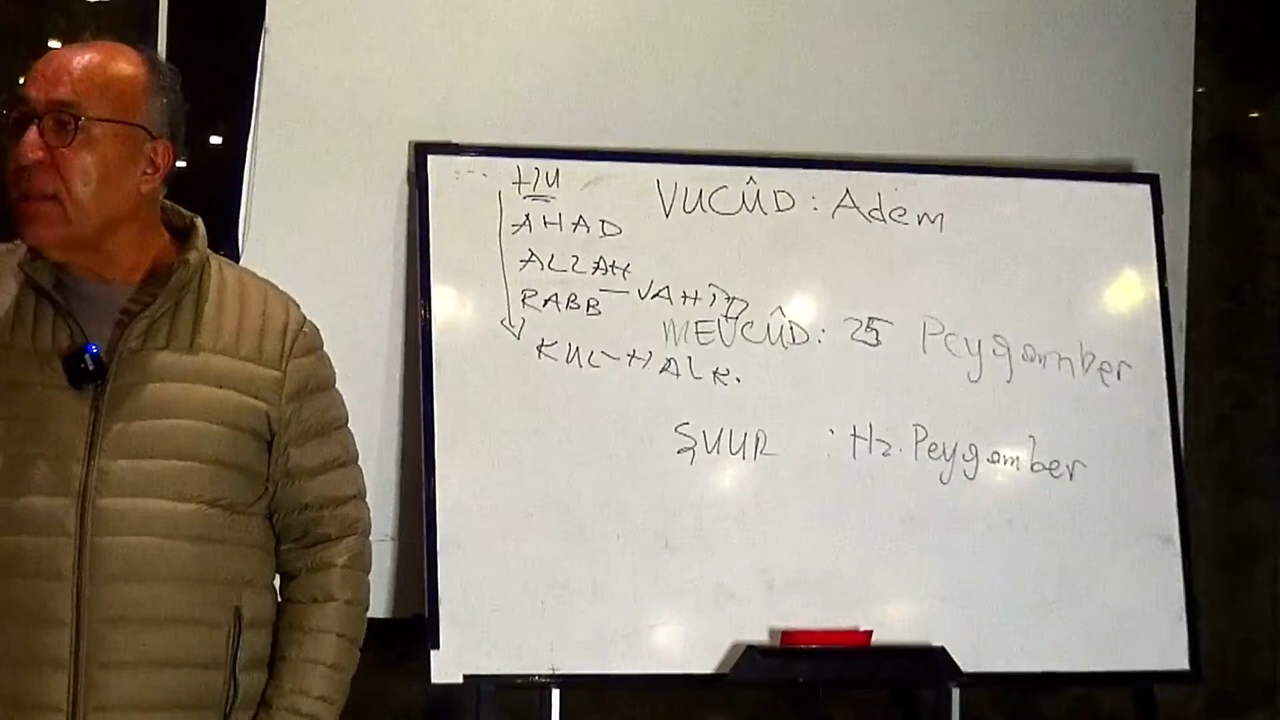 HU
AHAD
ALLAH
RABB — VAHİD
KUL-HALK.
VUCÛD : Adem
MEVCÛD : 25 Peygamber
ŞUUR : Hz. Peygamber